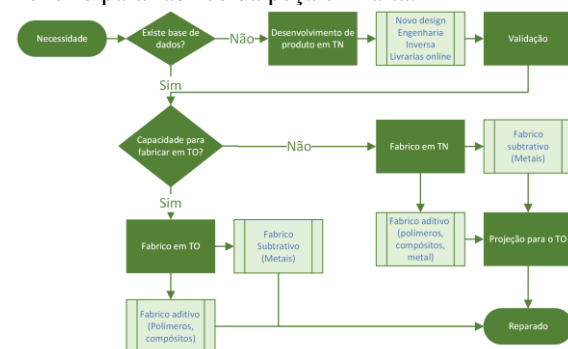 Necessidade
Existe base de
dados?
Não
Desenvolvimento de
produto em TN
Novo design
Engenharia
Inversa
Livrarias online
Validação
Sim
Capacidade para
fabricar em TO?
Não
Fabrico em TN
Fabrico
subtrativo
(Metais)
Sim
Fabrico em TO
Fabrico
Subtrativo
(Metais)
Fabrico aditivo
(polímeros,
compósitos,
metal)
Projeção para o TO
Fabrico aditivo
(Polímeros,
compósitos)
Reparado